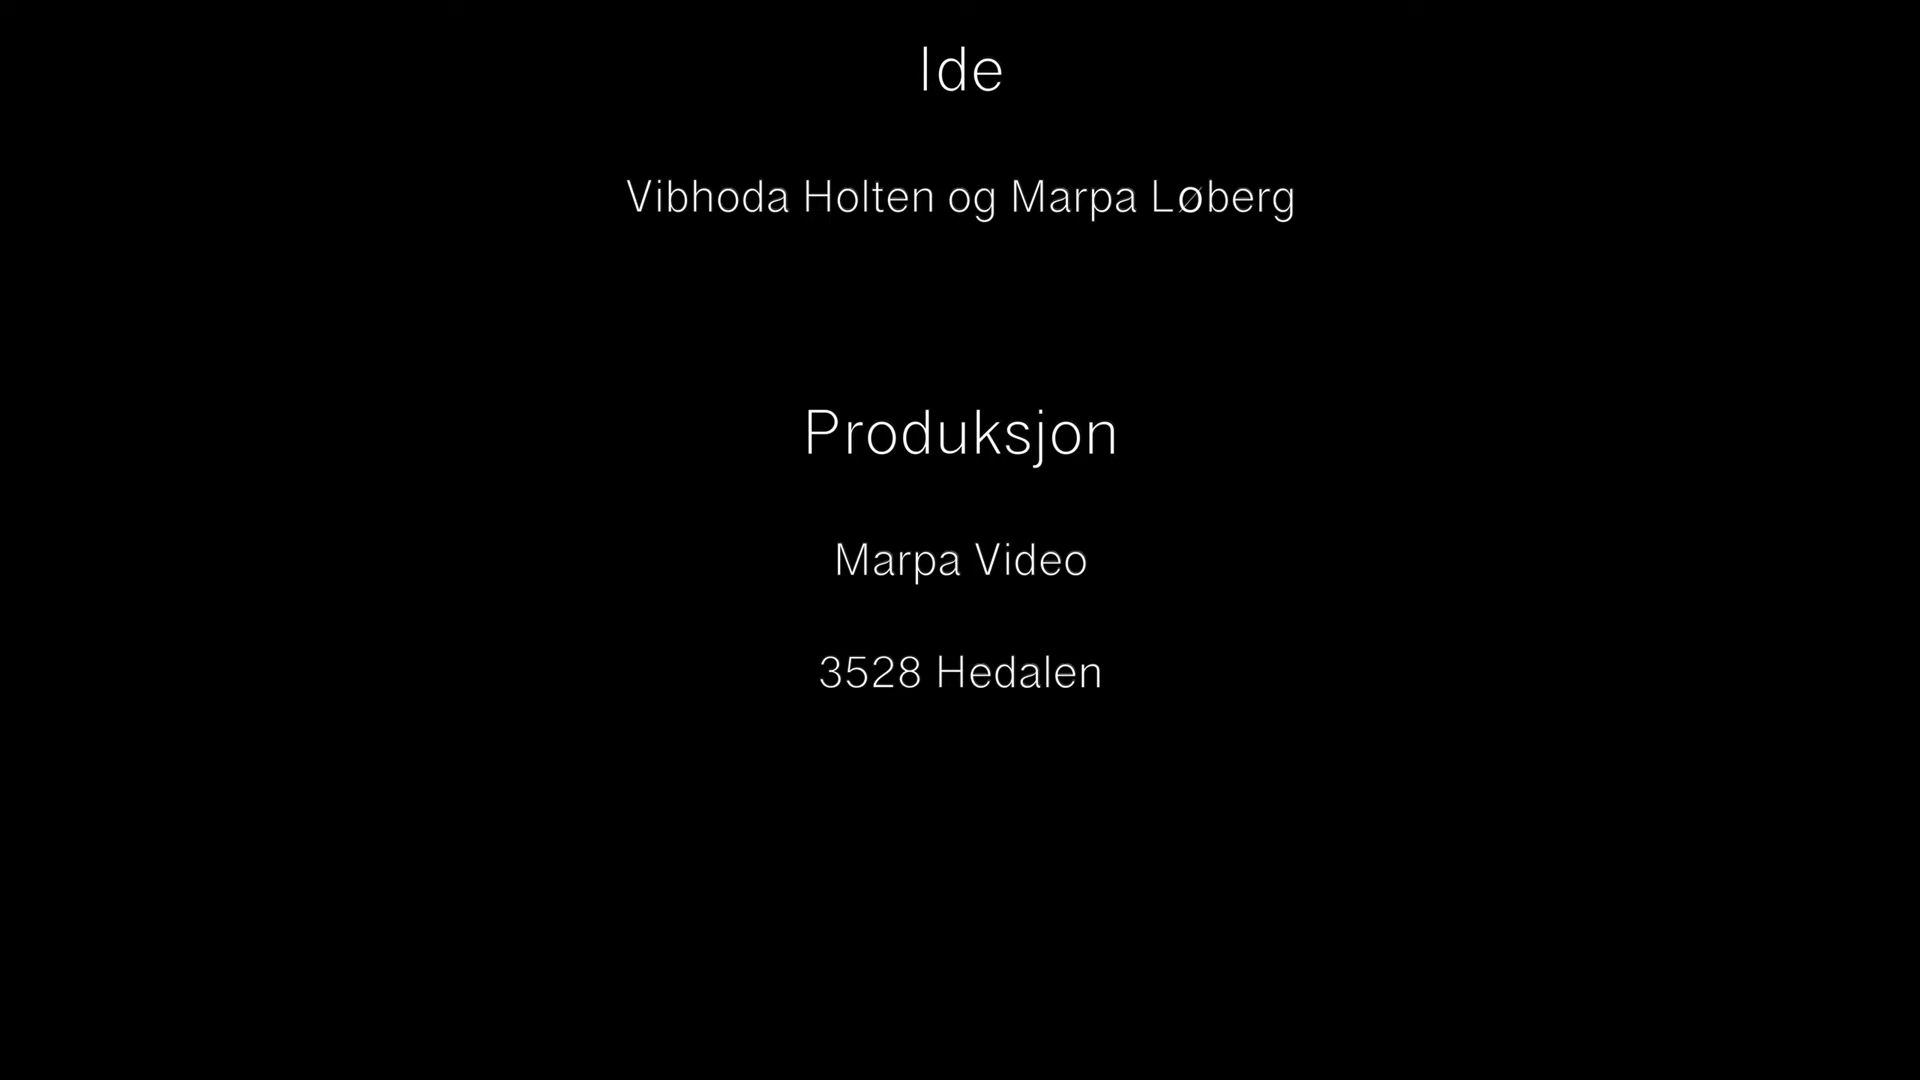 Ide
Vibhoda Holten og Marpa Løberg
Produksjon
Marpa Video
3528 Hedalen